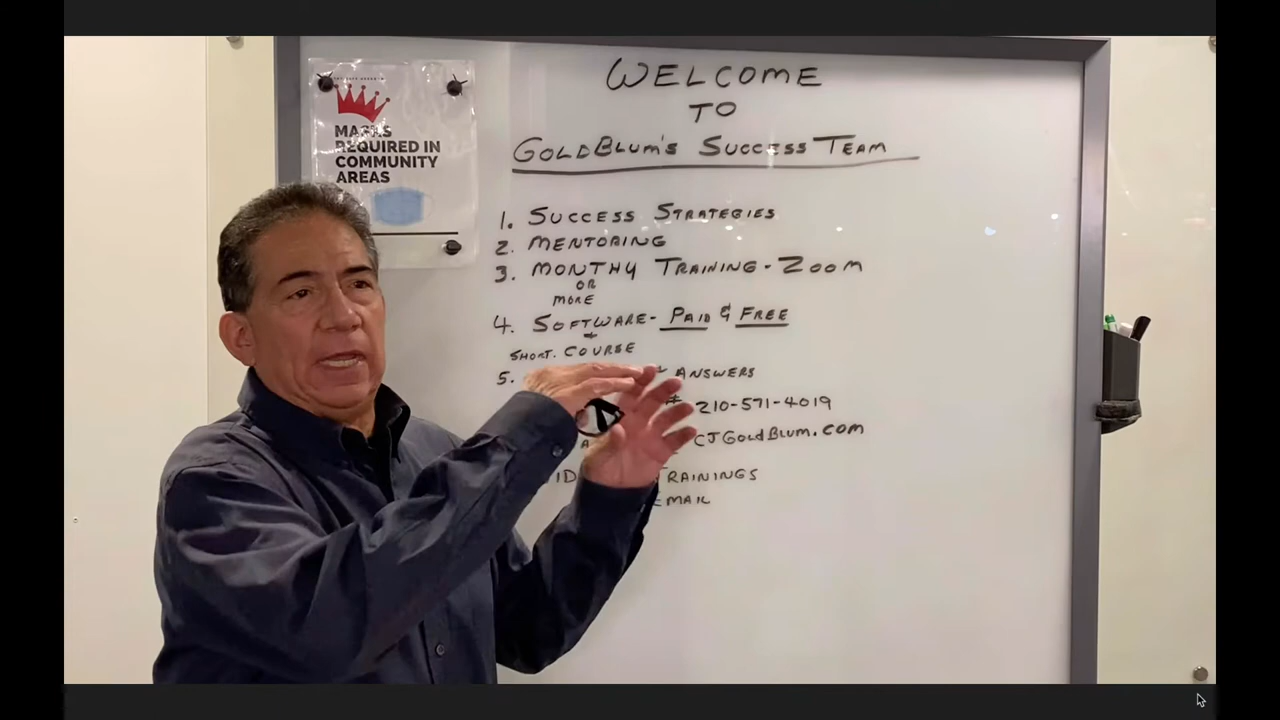 MASKS
REQUIRED IN
COMMUNITY
AREAS
WELCOME
TO
GOLDBLUM'S SUCCESS TEAM
1. SUCCESS STRATEGIES
2. MENTORING
3. MONTHY TRAINING - ZOOM
OR
MORE
4. SOFTWARE - PAID & FREE
SHORT. COURSE
5. ANSWERS
# 210-571-4019
CJGOLDBLUM.COM
TRAININGS
EMAIL